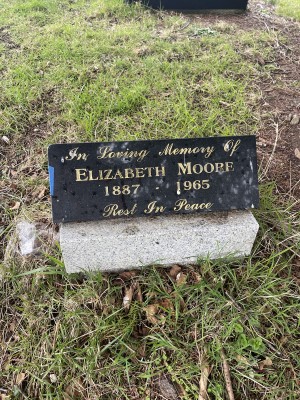 In Loving Memory Of
ELIZABETH MOORE
1887 - 1965
Rest In Peace